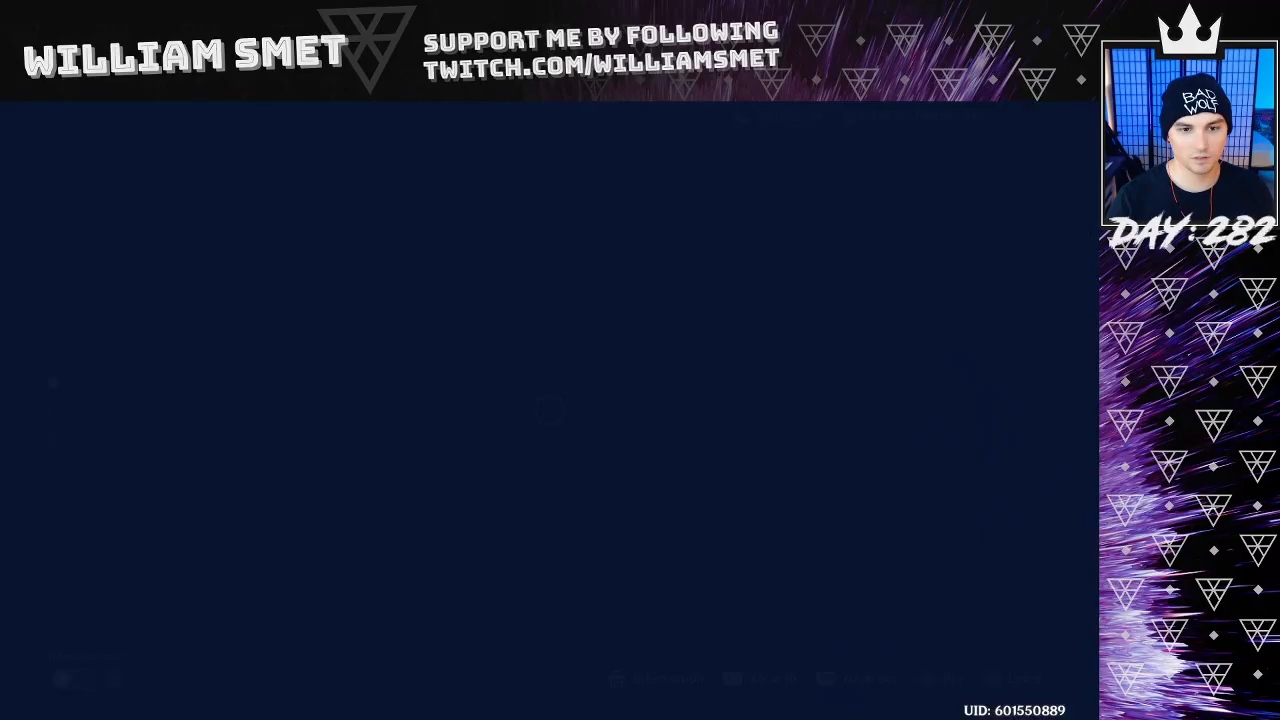 WILLIAM SMET
SUPPORT ME BY FOLLOWING
TWITCH.COM/WILLIAMSMET
BAD
WOLF
DAY: 282
UID: 601550889